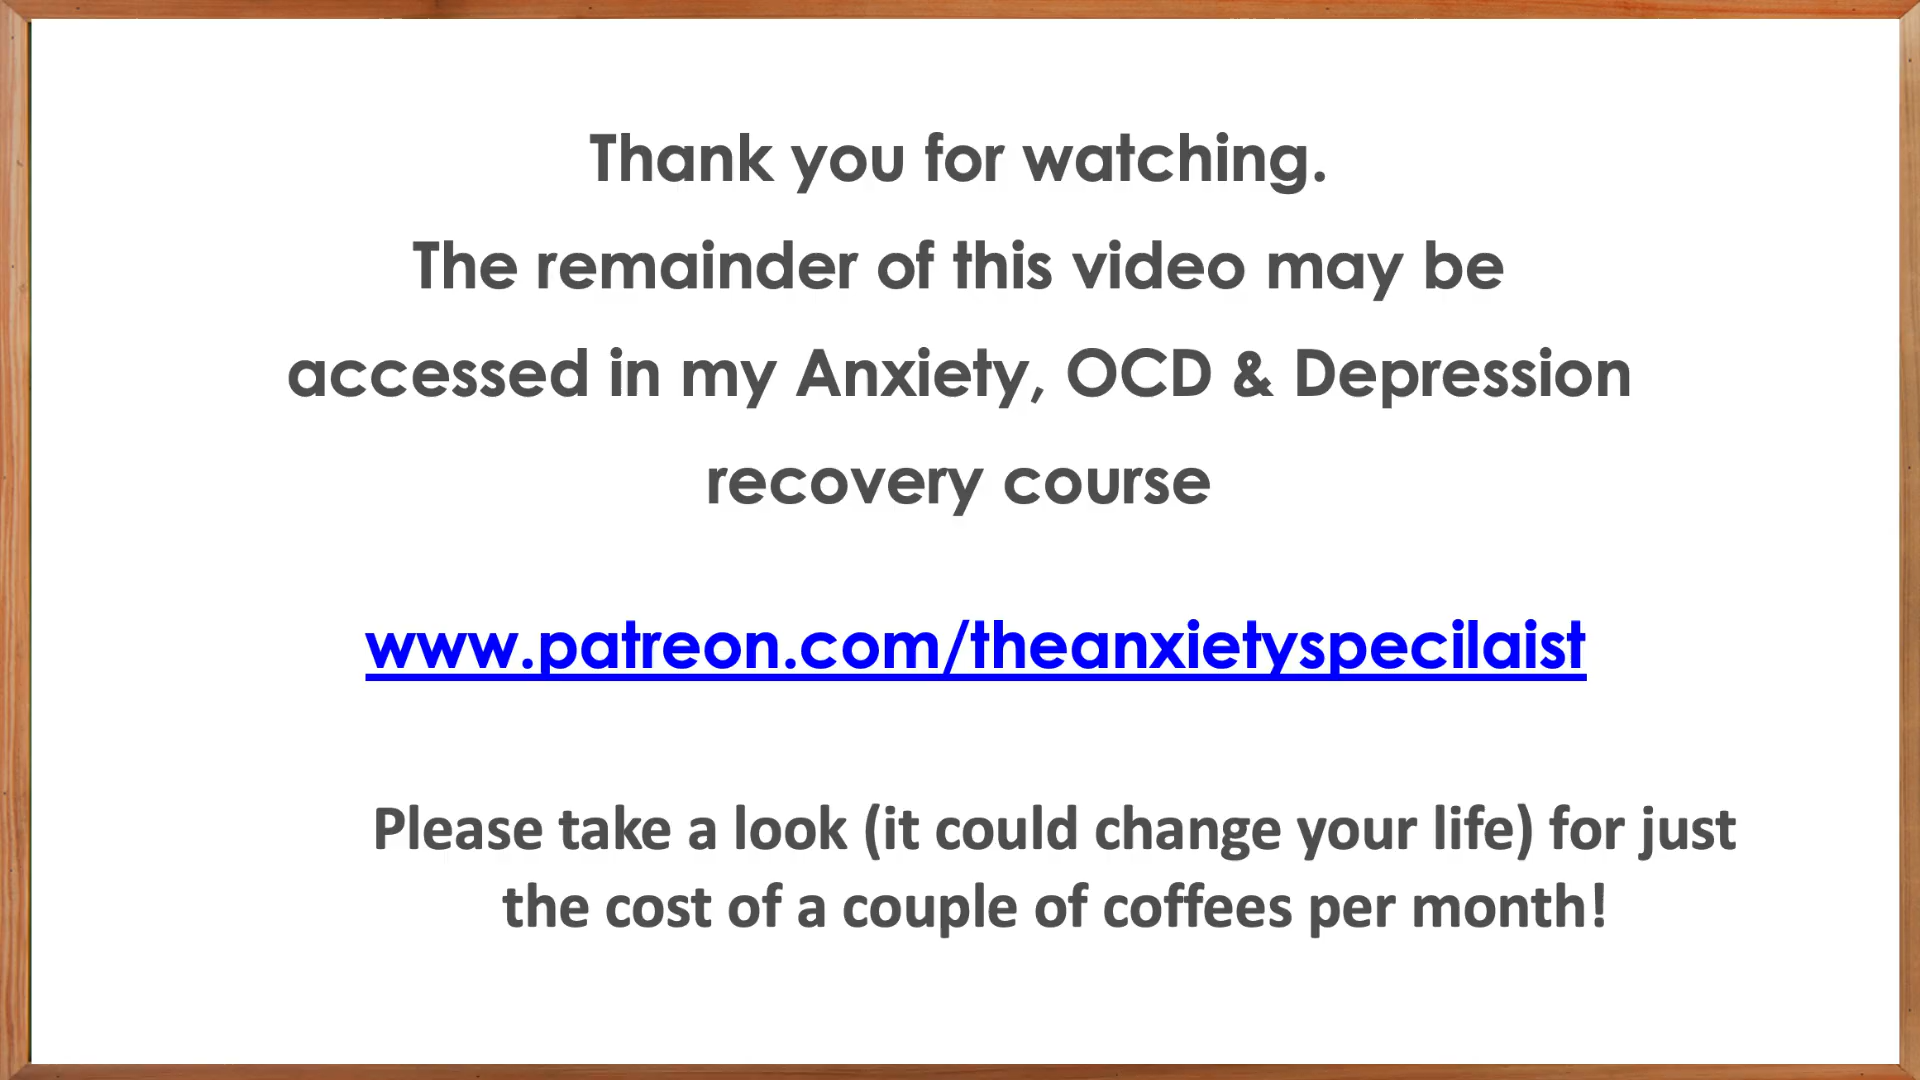 Thank you for watching.
The remainder of this video may be
accessed in my Anxiety, OCD & Depression
recovery course
www.patreon.com/theanxietyspecilaist
Please take a look (it could change your life) for just
the cost of a couple of coffees per month!